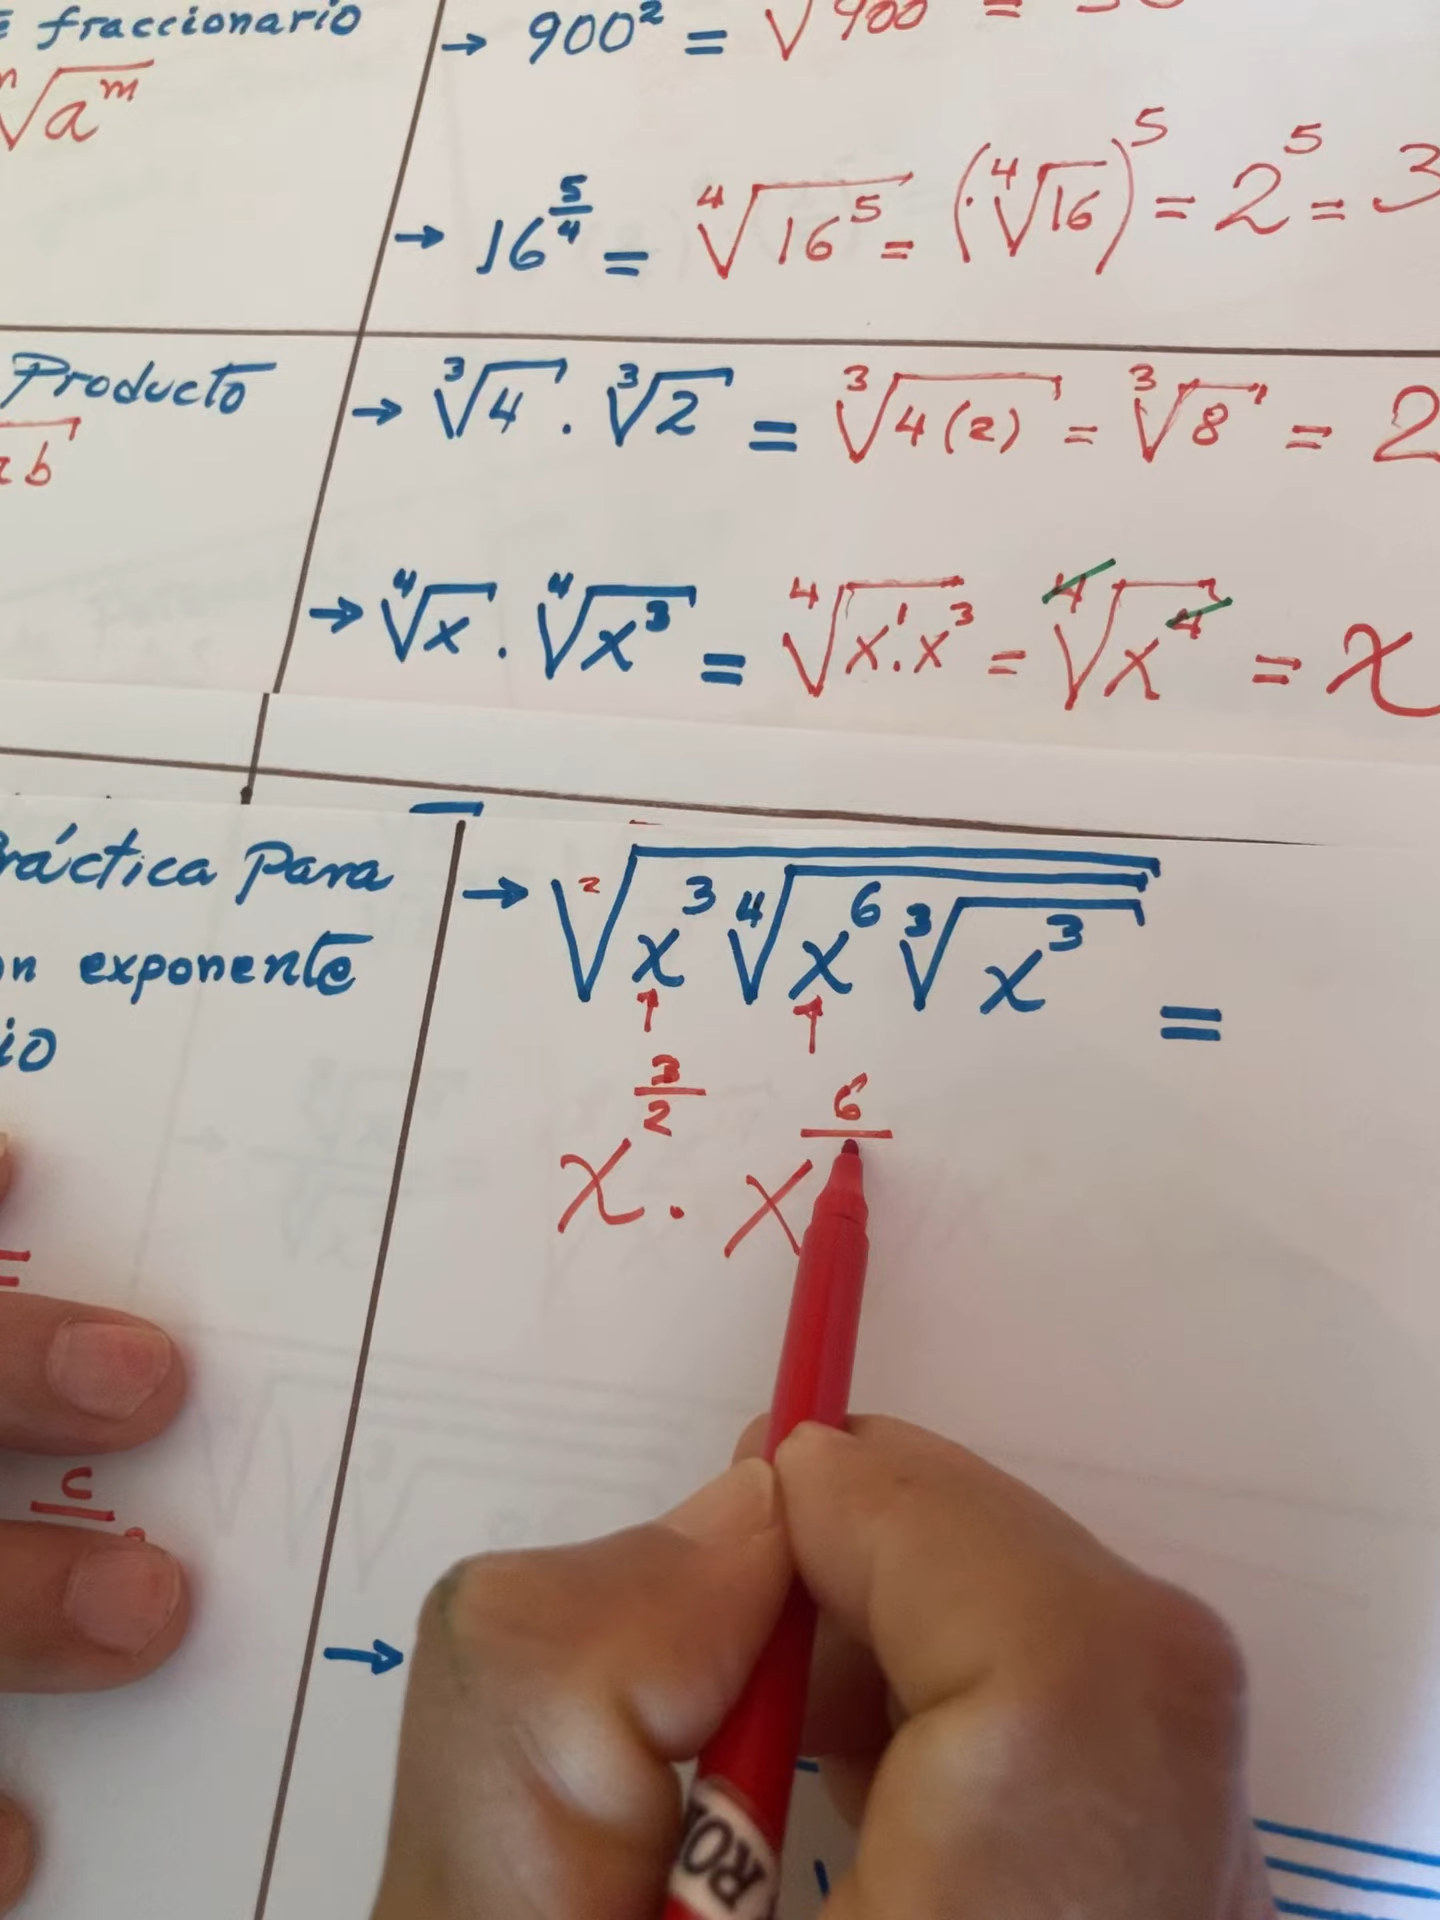 fraccionario
→ 900² = √900 =
ⁿ√a^m
→ 16^(5/4) = ⁴√16⁵ = (⁴√16)⁵ = 2⁵ = 3
Producto
→ ³√4 . ³√2 = ³√4(2) = ³√8 = 2
ab
→ ⁴√x . ⁴√x³ = ⁴√x¹.x³ = ⁴√x⁴ = x
ráctica Para
→ ²√x³ ⁴√x⁶ ³√x³ =
n exponente
io
x^(3/2) . x^6
=
c
→
RO